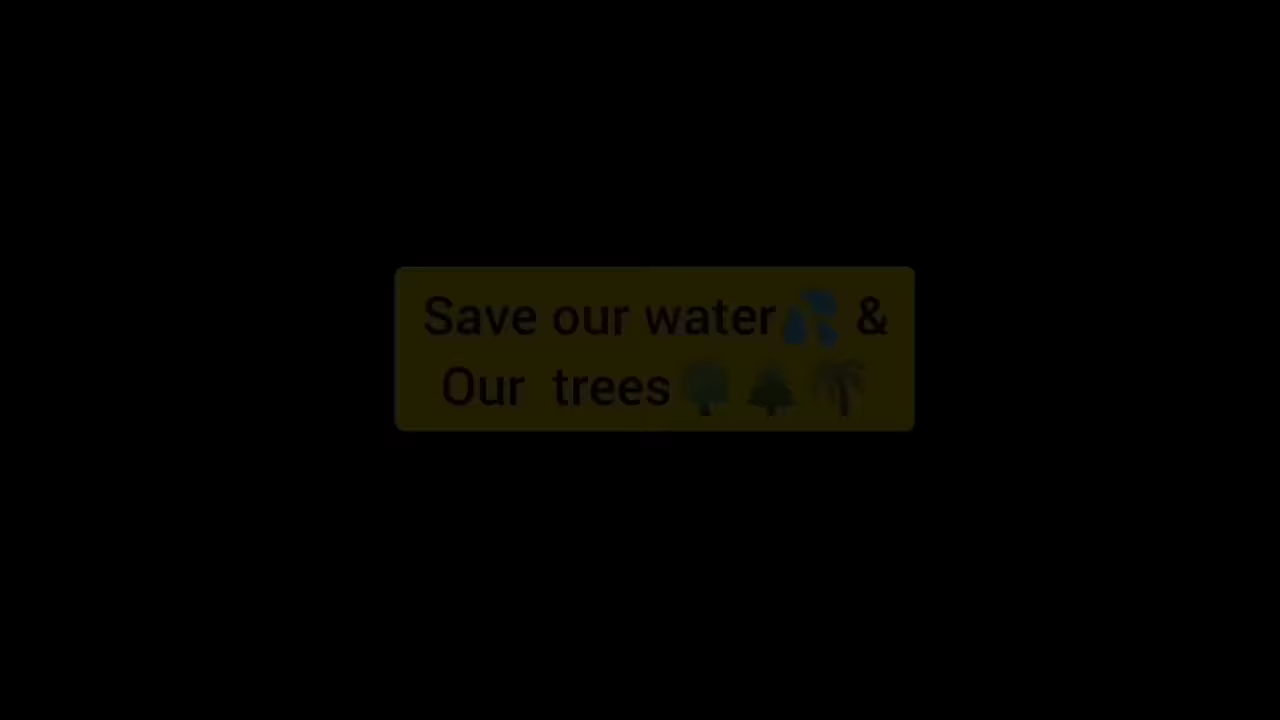 Save our water💦 &
Our  trees🌳🌲🌴